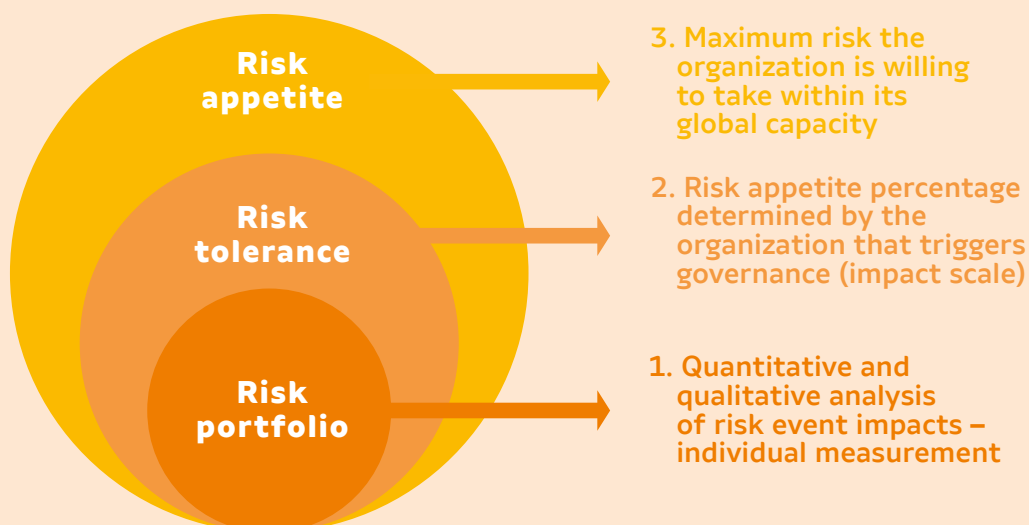 Risk
appetite
3. Maximum risk the
organization is willing
to take within its
global capacity
Risk
tolerance
2. Risk appetite percentage
determined by the
organization that triggers
governance (impact scale)
Risk
portfolio
1. Quantitative and
qualitative analysis
of risk event impacts –
individual measurement